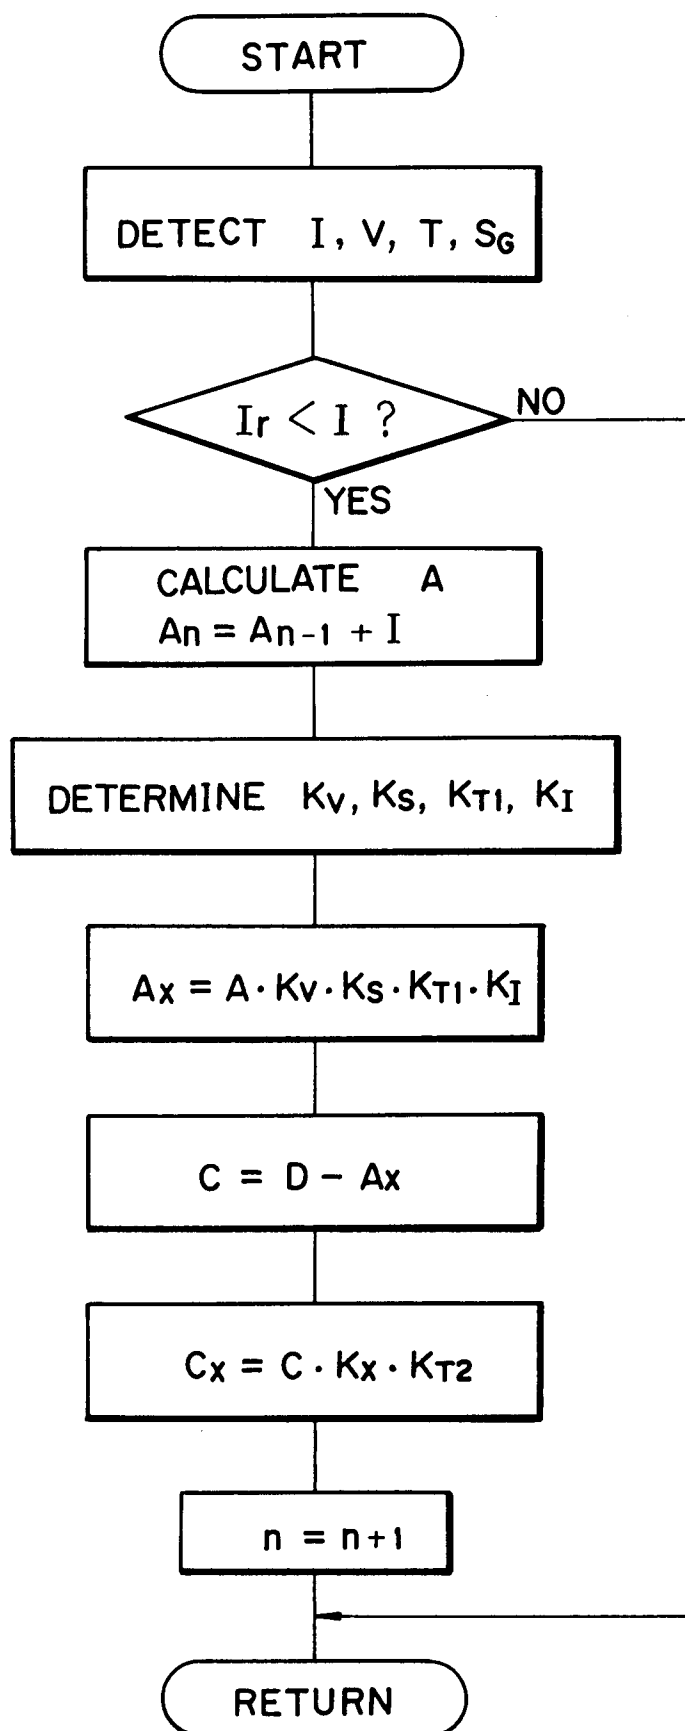 START
DETECT I, V, T, SG
Ir < I ?
NO
YES
CALCULATE A
An = An-1 + I
DETERMINE KV, KS, KT1, KI
AX = A · KV · KS · KT1 · KI
C = D - AX
CX = C · KX · KT2
n = n+1
RETURN